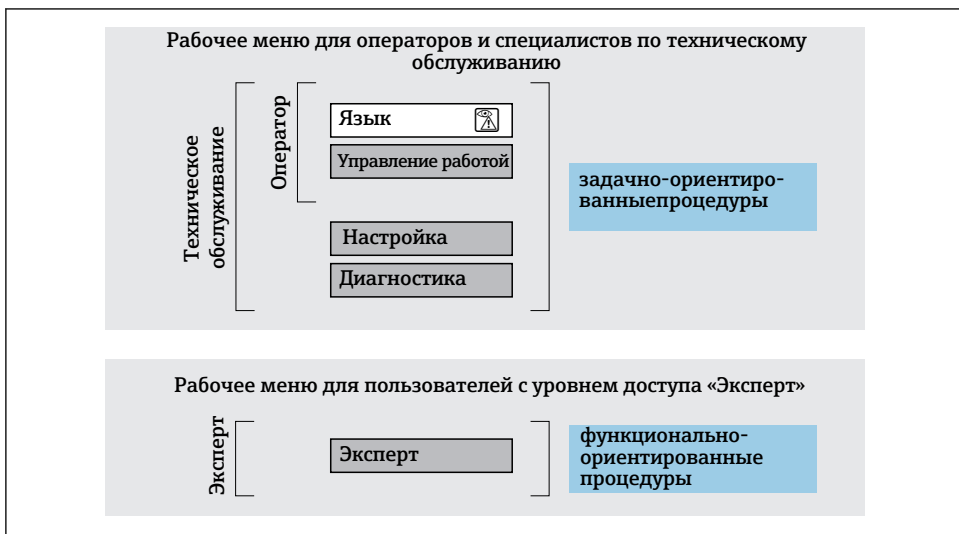 Рабочее меню для операторов и специалистов по техническому
обслуживанию
Техническое
обслуживание
Оператор
Язык
Управление работой
Настройка
Диагностика
задачно-ориентиро-
ванныепроцедуры
Рабочее меню для пользователей с уровнем доступа «Эксперт»
Эксперт
Эксперт
функционально-
ориентированные
процедуры